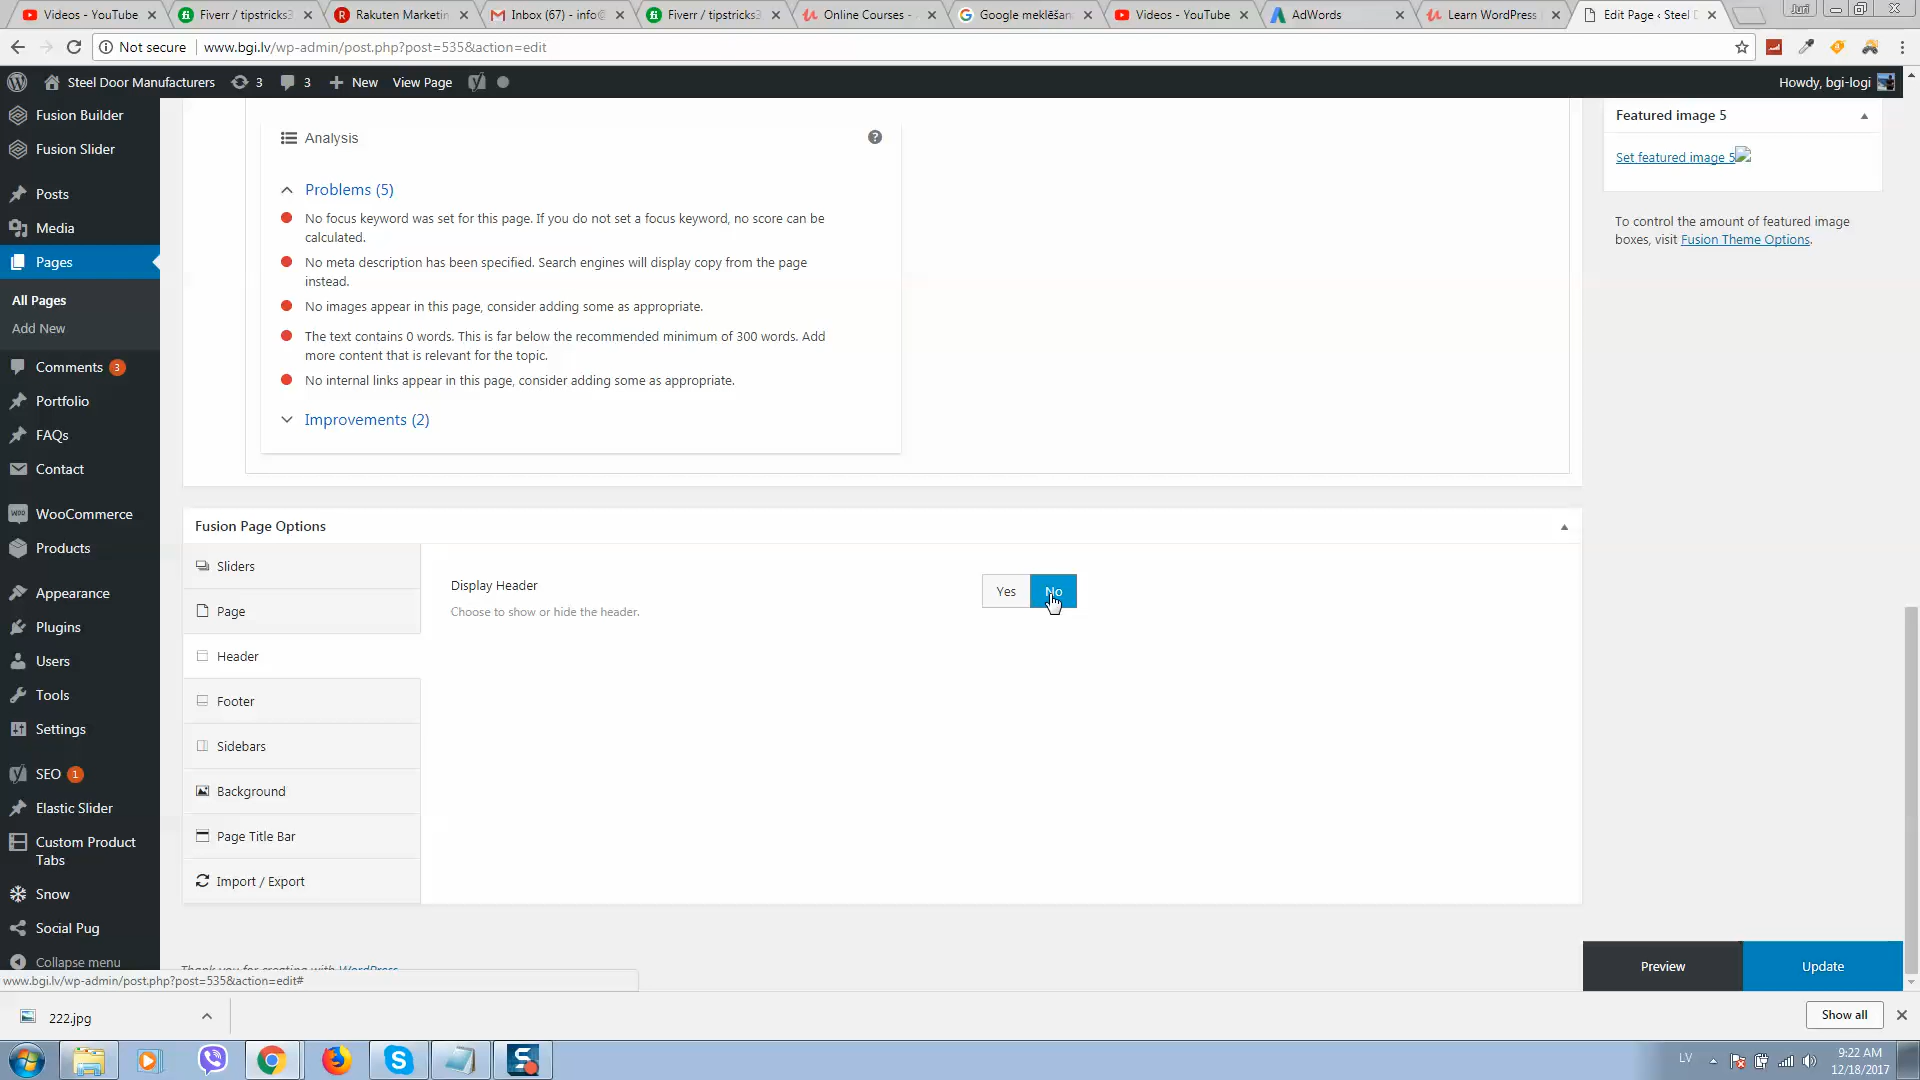 Videos - YouTube
Fiverr / tipstricks3
Rakuten Marketin
Inbox (67) - info@
Fiverr / tipstricks3
Online Courses -
Google meklēšan
Videos - YouTube
AdWords
Learn WordPress
Edit Page ‹ Steel D
Juri
Not secure
www.bgi.lv/wp-admin/post.php?post=535&action=edit
Steel Door Manufacturers
3
3
New
View Page
Howdy, bgi-logi
Fusion Builder
Fusion Slider
Posts
Media
Pages
All Pages
Add New
Comments 3
Portfolio
FAQs
Contact
WooCommerce
Products
Appearance
Plugins
Users
Tools
Settings
SEO 1
Elastic Slider
Custom Product
Tabs
Snow
Social Pug
Collapse menu
Analysis
Problems (5)
No focus keyword was set for this page. If you do not set a focus keyword, no score can be
calculated.
No meta description has been specified. Search engines will display copy from the page
instead.
No images appear in this page, consider adding some as appropriate.
The text contains 0 words. This is far below the recommended minimum of 300 words. Add
more content that is relevant for the topic.
No internal links appear in this page, consider adding some as appropriate.
Improvements (2)
Featured image 5
Set featured image 5
To control the amount of featured image
boxes, visit Fusion Theme Options.
Fusion Page Options
Sliders
Page
Header
Footer
Sidebars
Background
Page Title Bar
Import / Export
Display Header
Choose to show or hide the header.
Yes
No
Thank you for creating with WordPress
Preview
Update
www.bgi.lv/wp-admin/post.php?post=535&action=edit#
222.jpg
Show all
LV
9:22 AM
12/18/2017